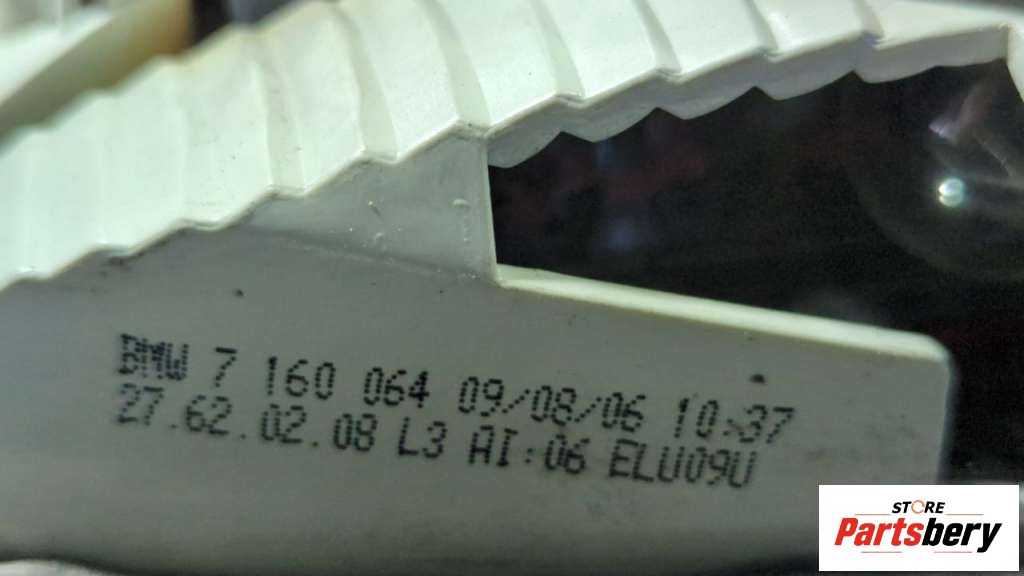 BMW 7 160 064 09/08/06 10:37
27.62.02.08 L3 AI:06 ELU09U
STORE
Partsbery